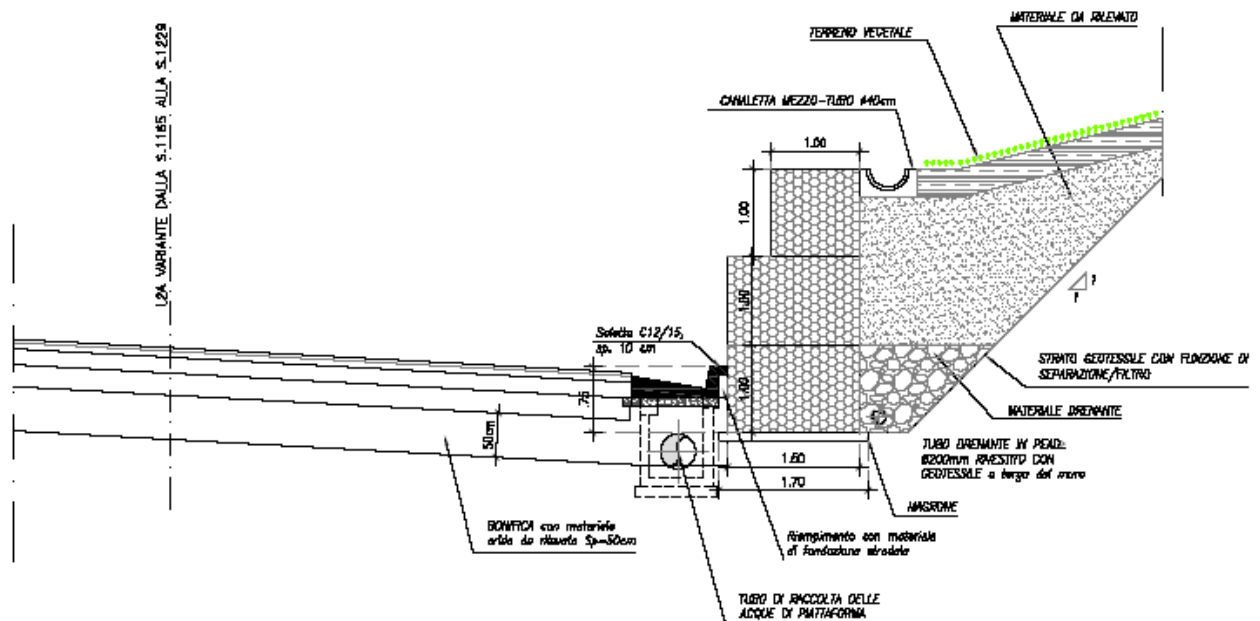 MATERIALE DA RILEVATO
TERRENO VEGETALE
CANALETTA MEZZO-TUBO ø40cm
L2A VARIANTE DALLA S.1165 ALLA S.1229
1.00
1.00
1.00
1.00
Soletta C12/15,
sp. 10 cm
.75
50cm
STRATO GEOTESSILE CON FUNZIONE DI
SEPARAZIONE/FILTRO
MATERIALE DRENANTE
TUBO DRENANTE IN PEAD
Ø200mm RIVESTITO CON
GEOTESSILE a tergo del muro
1.50
1.70
MAGRONE
BONIFICA con materiale
arido da rilevato Sp=50cm
Riempimento con materiale
di fondazione stradale
TUBO DI RACCOLTA DELLE
ACQUE DI PIATTAFORMA